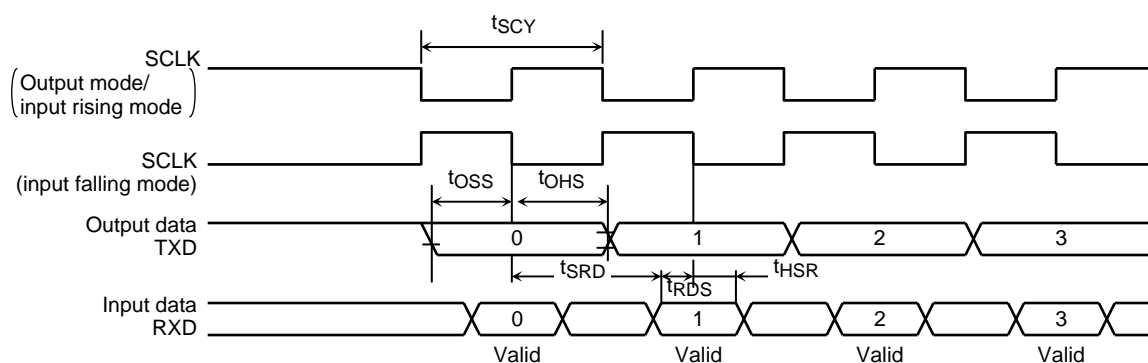 tSCY
SCLK
(Output mode/
input rising mode)
SCLK
(input falling mode)
tOSS
tOHS
Output data
TXD
0
1
2
3
tSRD
tRDS
tHSR
Input data
RXD
0
1
2
3
Valid
Valid
Valid
Valid